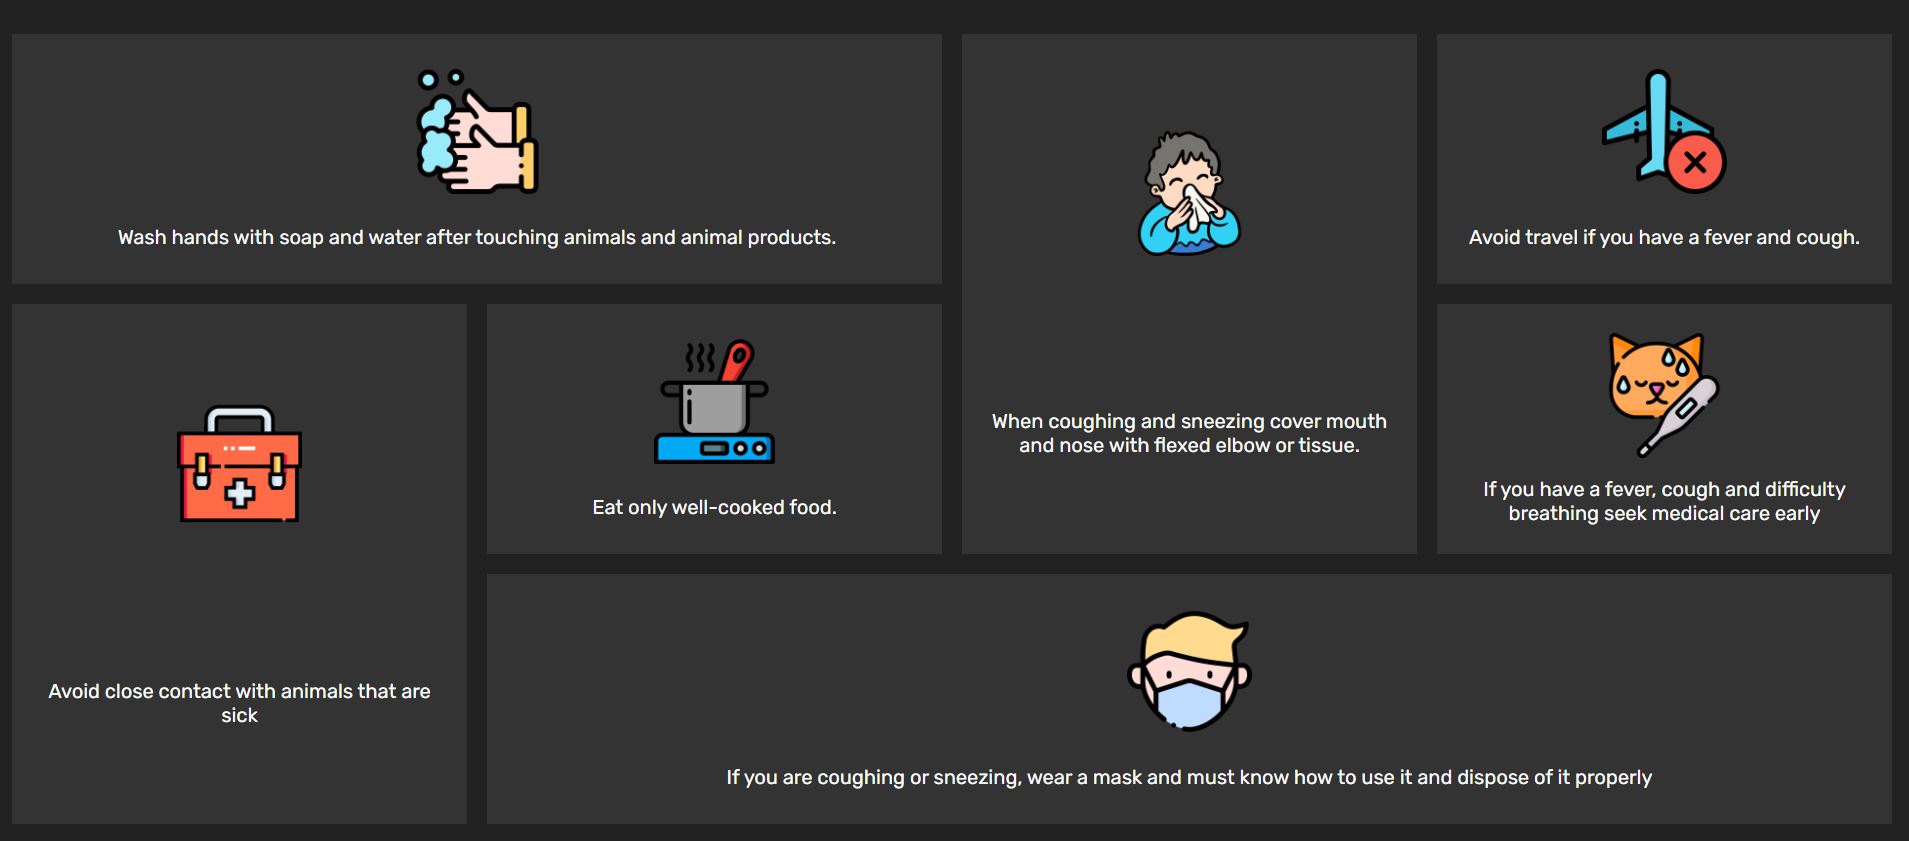 Wash hands with soap and water after touching animals and animal products.
When coughing and sneezing cover mouth
and nose with flexed elbow or tissue.
Avoid travel if you have a fever and cough.
Avoid close contact with animals that are
sick
Eat only well-cooked food.
If you have a fever, cough and difficulty
breathing seek medical care early
If you are coughing or sneezing, wear a mask and must know how to use it and dispose of it properly